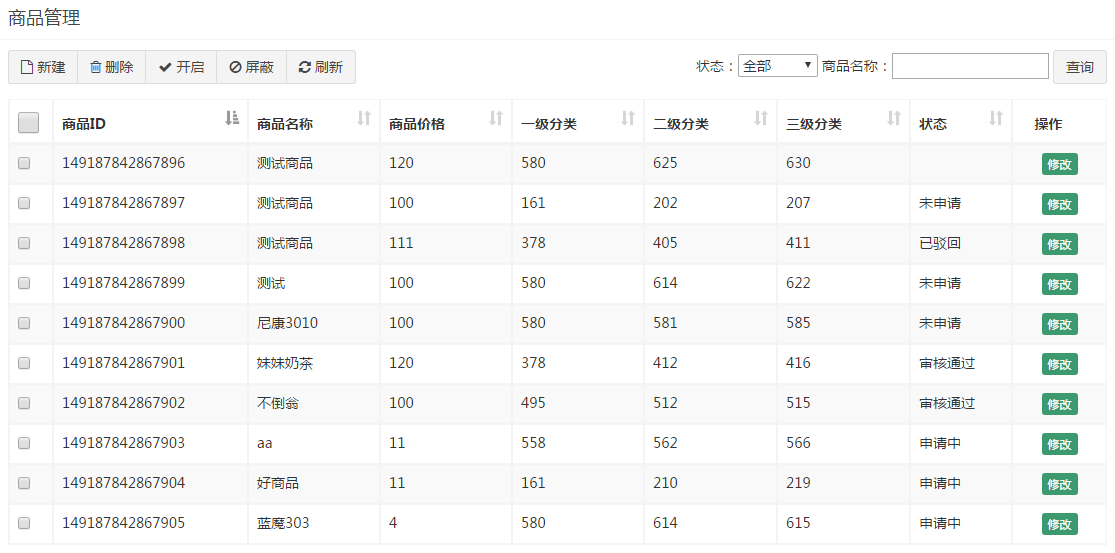 商品管理
新建 删除 开启 屏蔽 刷新 状态： 全部 商品名称： 查询
商品ID 商品名称 商品价格 一级分类 二级分类 三级分类 状态 操作
149187842867896 测试商品 120 580 625 630 修改
149187842867897 测试商品 100 161 202 207 未申请 修改
149187842867898 测试商品 111 378 405 411 已驳回 修改
149187842867899 测试 100 580 614 622 未申请 修改
149187842867900 尼康3010 100 580 581 585 未申请 修改
149187842867901 妹妹奶茶 120 378 412 416 审核通过 修改
149187842867902 不倒翁 100 495 512 515 审核通过 修改
149187842867903 aa 11 558 562 566 申请中 修改
149187842867904 好商品 11 161 210 219 申请中 修改
149187842867905 蓝魔303 4 580 614 615 申请中 修改